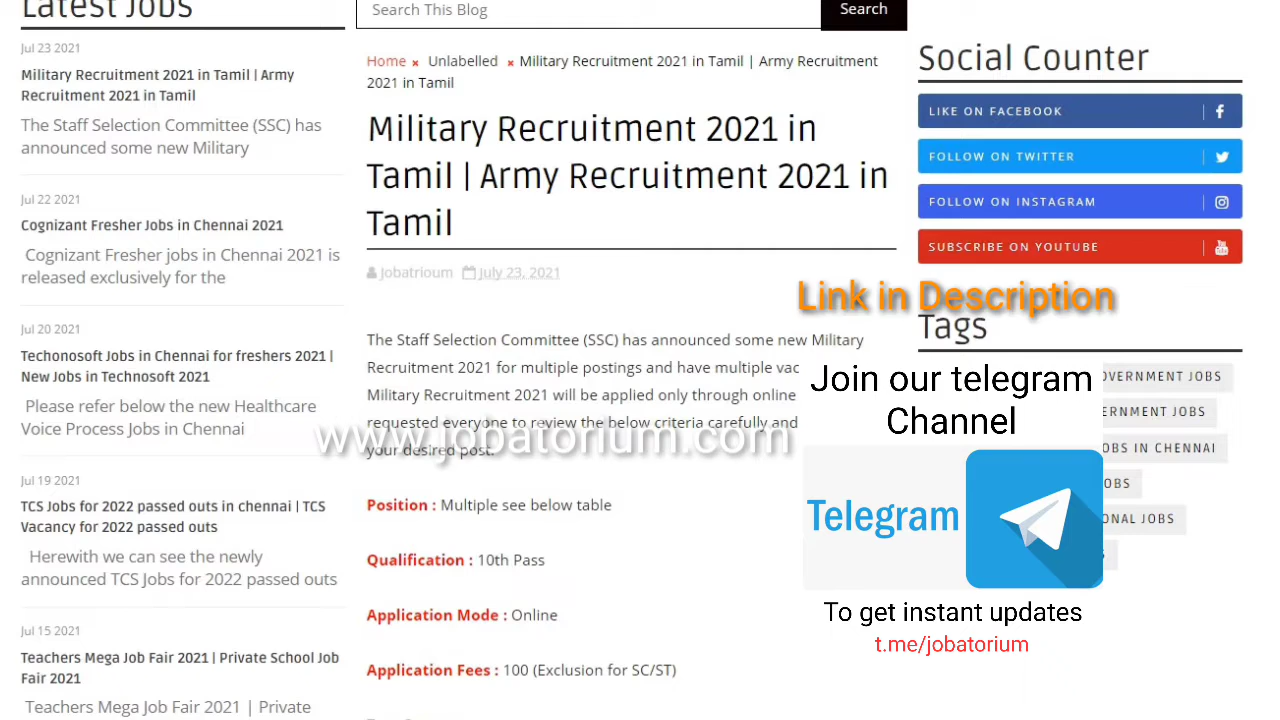 Latest Jobs
Jul 23 2021
Military Recruitment 2021 in Tamil | Army
Recruitment 2021 in Tamil
The Staff Selection Committee (SSC) has
announced some new Military
Jul 22 2021
Cognizant Fresher Jobs in Chennai 2021
Cognizant Fresher jobs in Chennai 2021 is
released exclusively for the
Jul 20 2021
Techonosoft Jobs in Chennai for freshers 2021 |
New Jobs in Technosoft 2021
Please refer below the new Healthcare
Voice Process Jobs in Chennai
Jul 19 2021
TCS Jobs for 2022 passed outs in chennai | TCS
Vacancy for 2022 passed outs
Herewith we can see the newly
announced TCS Jobs for 2022 passed outs
Jul 15 2021
Teachers Mega Job Fair 2021 | Private School Job
Fair 2021
Teachers Mega Job Fair 2021 | Private
Search This Blog
Search
Home × Unlabelled × Military Recruitment 2021 in Tamil | Army Recruitment
2021 in Tamil
Military Recruitment 2021 in
Tamil | Army Recruitment 2021 in
Tamil
Jobatrioum July 23, 2021
The Staff Selection Committee (SSC) has announced some new Military
Recruitment 2021 for multiple postings and have multiple vac
Military Recruitment 2021 will be applied only through online
requested everyone to review the below criteria carefully and
your desired post.
www.jobatorium.com
Position : Multiple see below table
Qualification : 10th Pass
Application Mode : Online
Application Fees : 100 (Exclusion for SC/ST)
Social Counter
LIKE ON FACEBOOK
FOLLOW ON TWITTER
FOLLOW ON INSTAGRAM
SUBSCRIBE ON YOUTUBE
Link in Description
Tags
OVERNMENT JOBS
ERNMENT JOBS
OBS IN CHENNAI
OBS
ONAL JOBS
Join our telegram
Channel
Telegram
To get instant updates
t.me/jobatorium